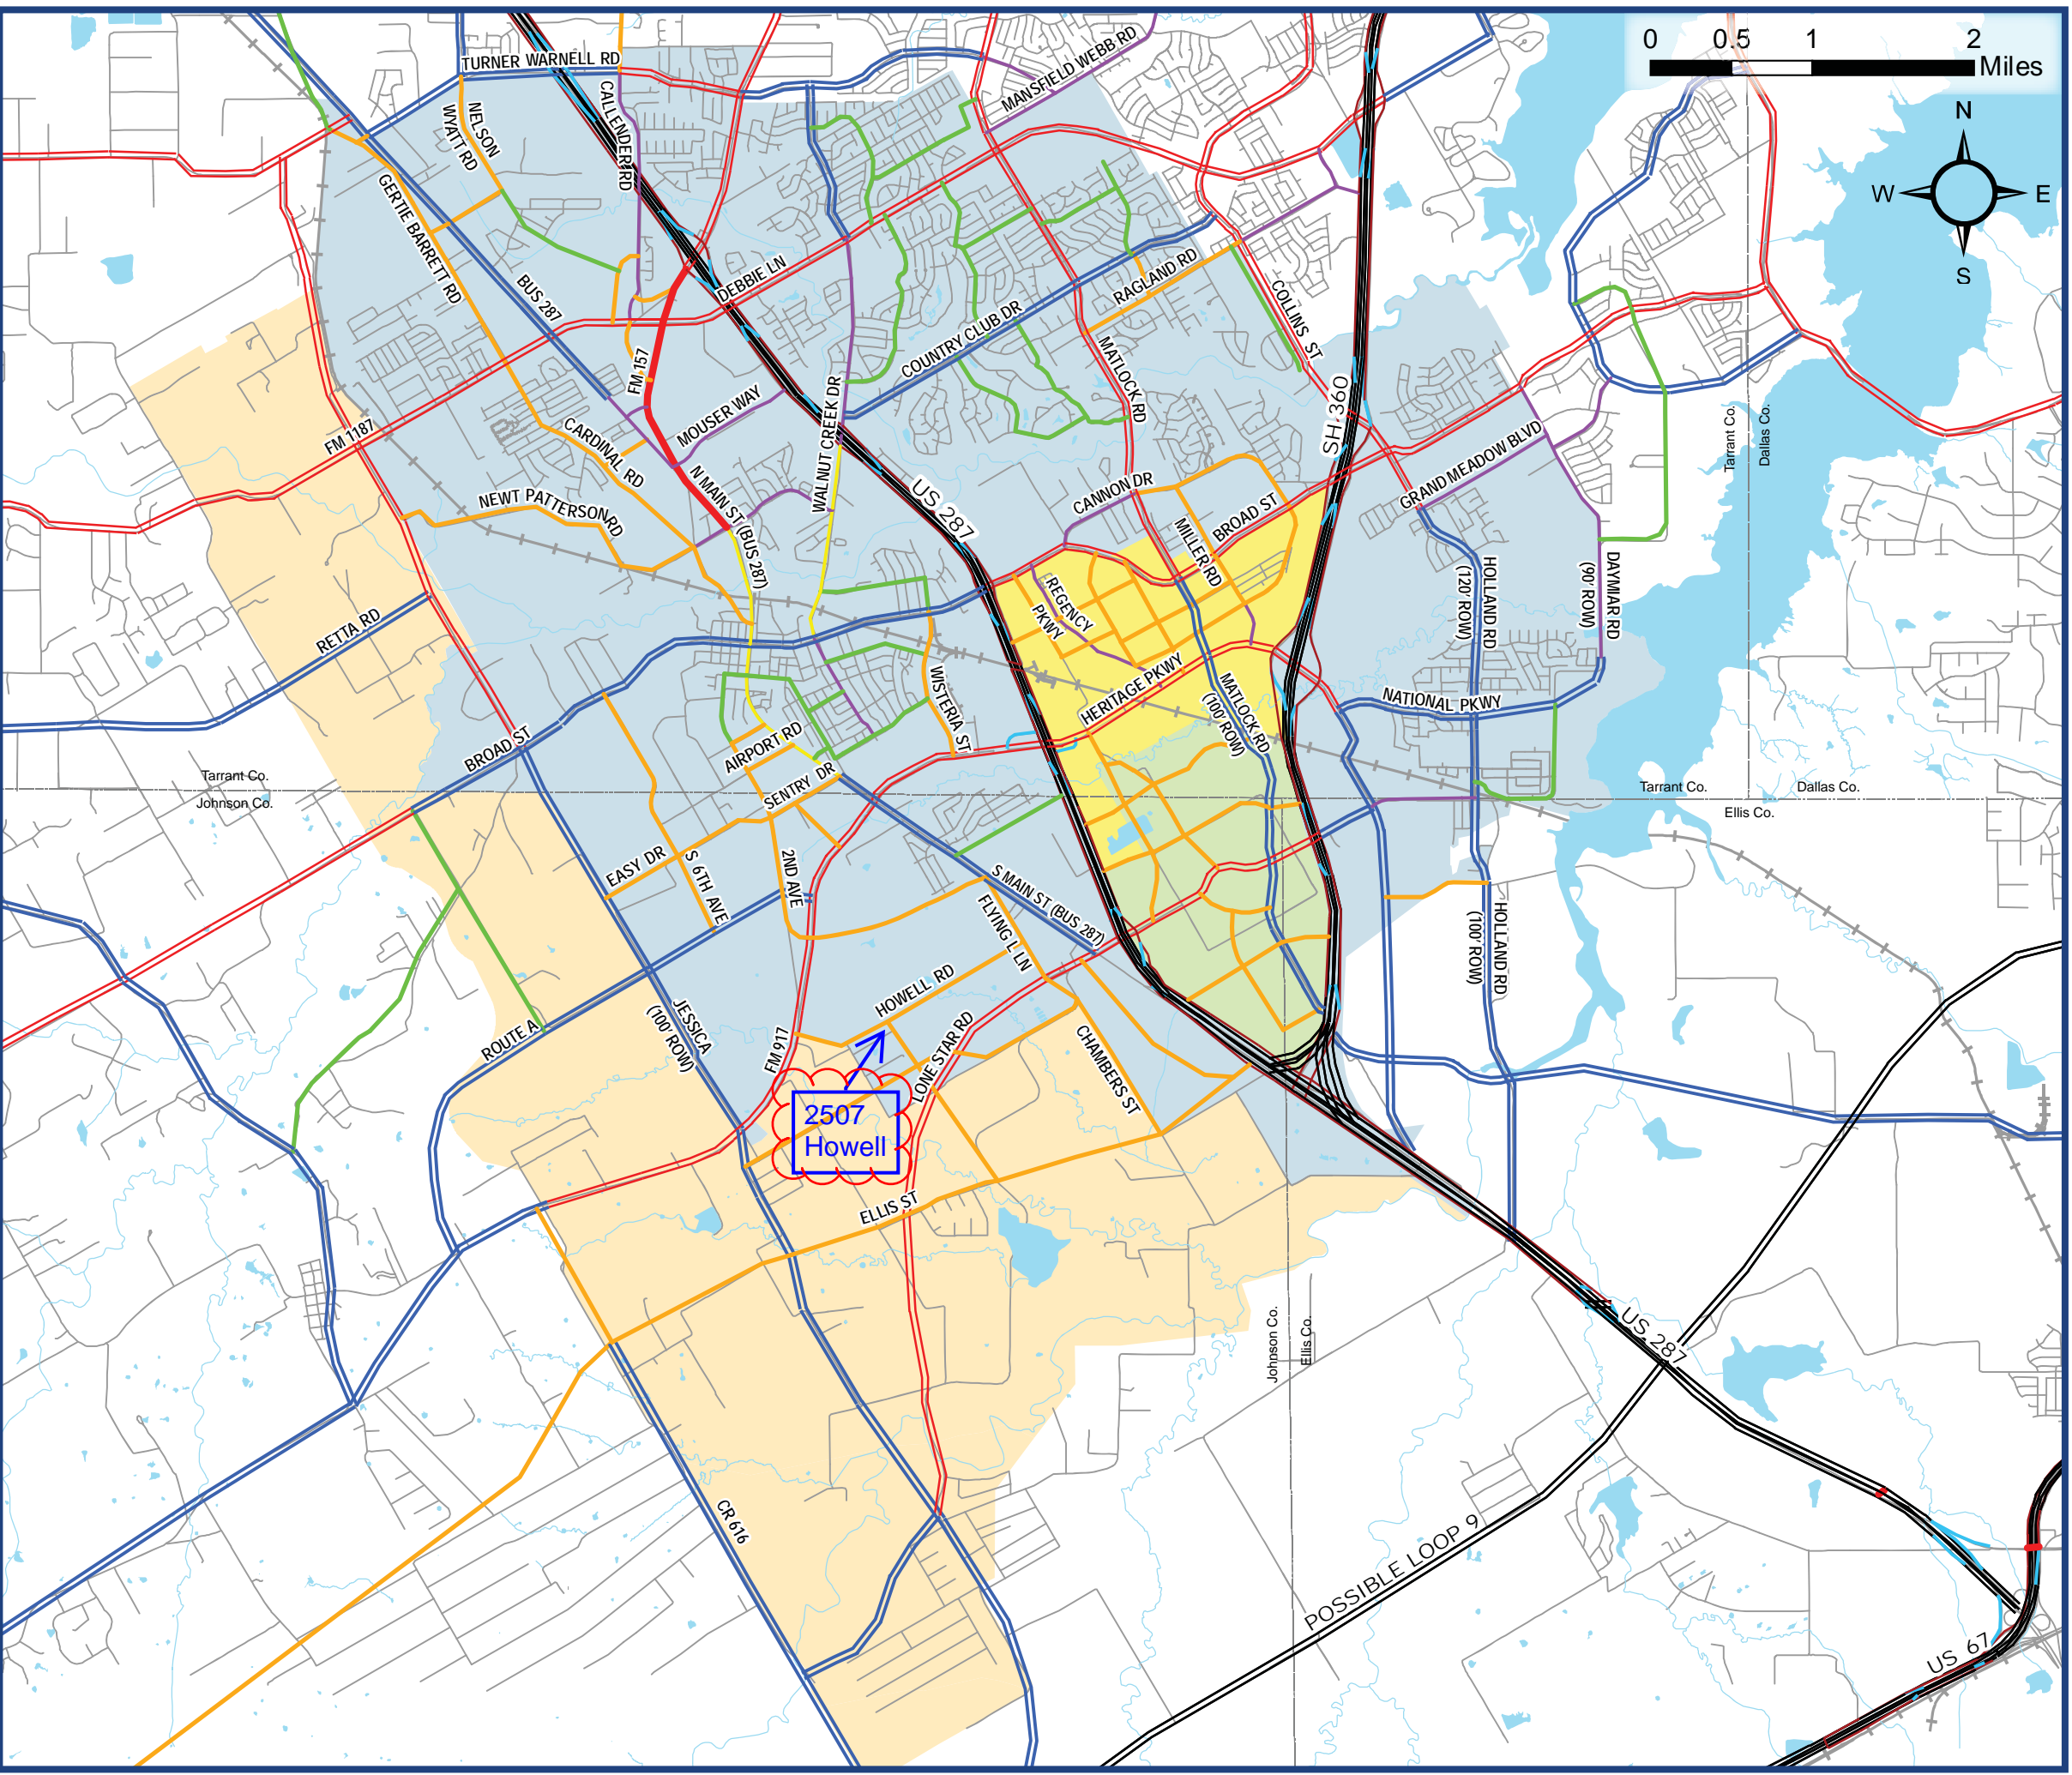 0 0.5 1 2
Miles
N
W E
S
TURNER WARNELL RD
MANSFIELD WEBB RD
CALLENDER RD
NELSON
WYATT RD
GERTIE BARRETT RD
BUS 287
DEBBIE LN
RAGLAND RD
COLLINS ST
COUNTRY CLUB DR
FM 157
MATLOCK RD
MOUSER WAY
WALNUT CREEK DR
SH 360
FM 1187
CARDINAL RD
Tarrant Co.
Dallas Co.
GRAND MEADOW BLVD
NEWT PATTERSON RD
N MAIN ST (BUS 287)
US 287
CANNON DR
BROAD ST
MILLER RD
HOLLAND RD
(120' ROW)
DAYMIAR RD
(90' ROW)
REGENCY
PKWY
RETTA RD
HERITAGE PKWY
WISTERIA ST
MATLOCK RD
(100' ROW)
NATIONAL PKWY
BROAD ST
AIRPORT RD
SENTRY DR
Tarrant Co.
Johnson Co.
Tarrant Co.
Dallas Co.
Ellis Co.
EASY DR
S 6TH AVE
2ND AVE
S MAIN ST (BUS 287)
FLYING L LN
HOLLAND RD
(100' ROW)
HOWELL RD
JESSICA
(100' ROW)
ROUTE A
FM 917
LONE STAR RD
CHAMBERS ST
2507
Howell
ELLIS ST
Johnson Co.
Ellis Co.
US 287
CR 616
POSSIBLE LOOP 9
US 67